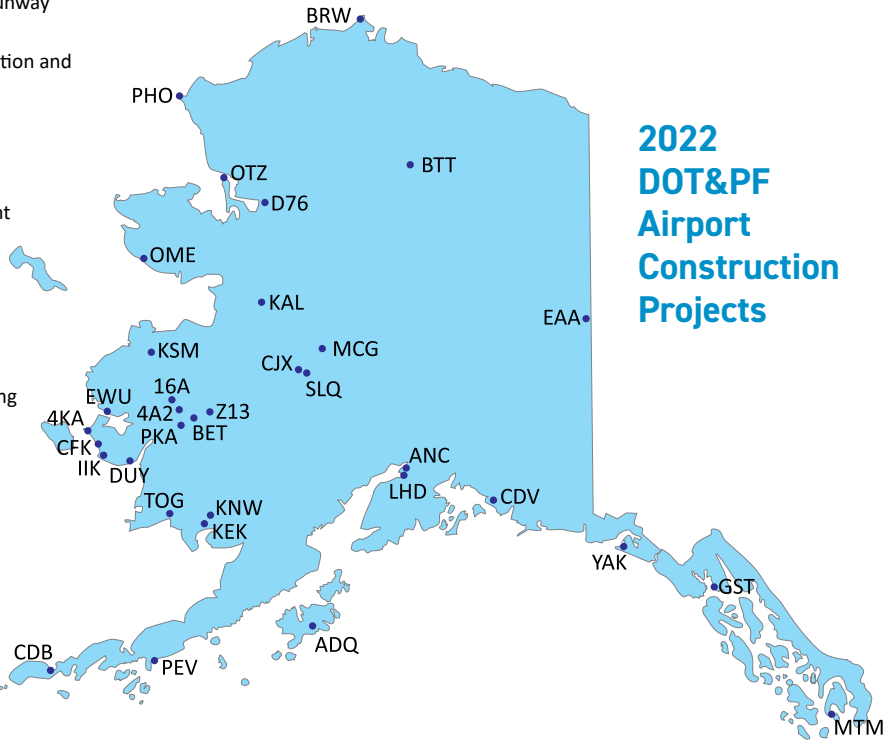 unway
tion and
nt
ng
BRW
PHO
OTZ
BTT
D76
2022
DOT&PF
Airport
Construction
Projects
OME
KAL
EAA
KSM
MCG
CJX
SLQ
16A
EWU
4A2
Z13
4KA
PKA
BET
CFK
IIK
DUY
ANC
LHD
TOG
KNW
CDV
KEK
YAK
GST
ADQ
CDB
PEV
MTM